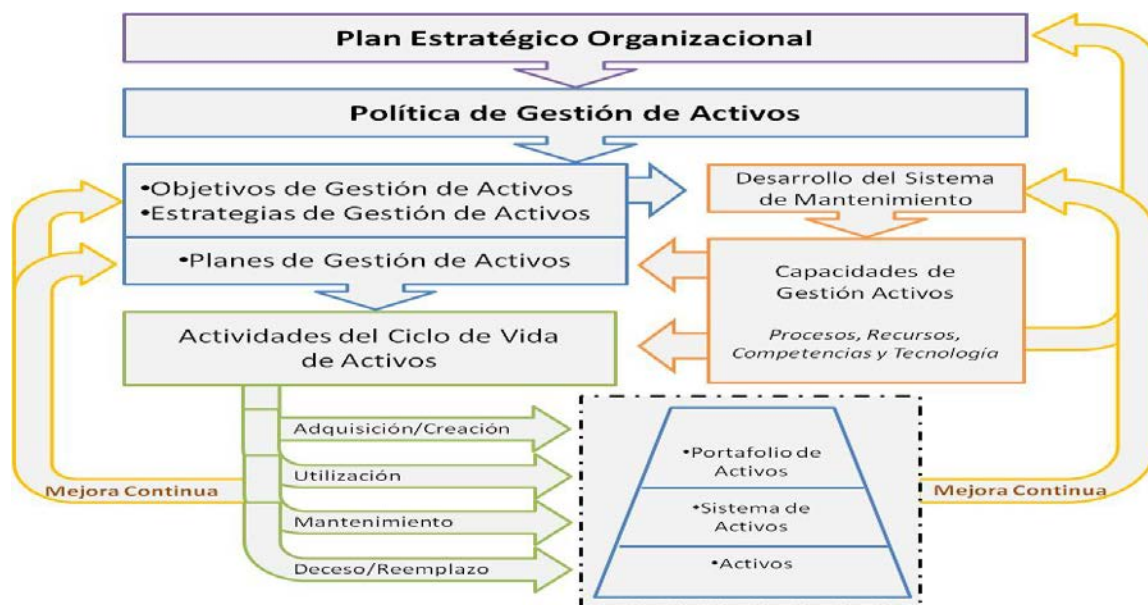 Plan Estratégico Organizacional
Política de Gestión de Activos
•Objetivos de Gestión de Activos
•Estrategias de Gestión de Activos
•Planes de Gestión de Activos
Desarrollo del Sistema
de Mantenimiento
Capacidades de
Gestión Activos
Procesos, Recursos,
Competencias y Tecnología
Actividades del Ciclo de Vida
de Activos
Adquisición/Creación
Utilización
Mantenimiento
Deceso/Reemplazo
•Portafolio de
Activos
•Sistema de
Activos
•Activos
Mejora Continua
Mejora Continua